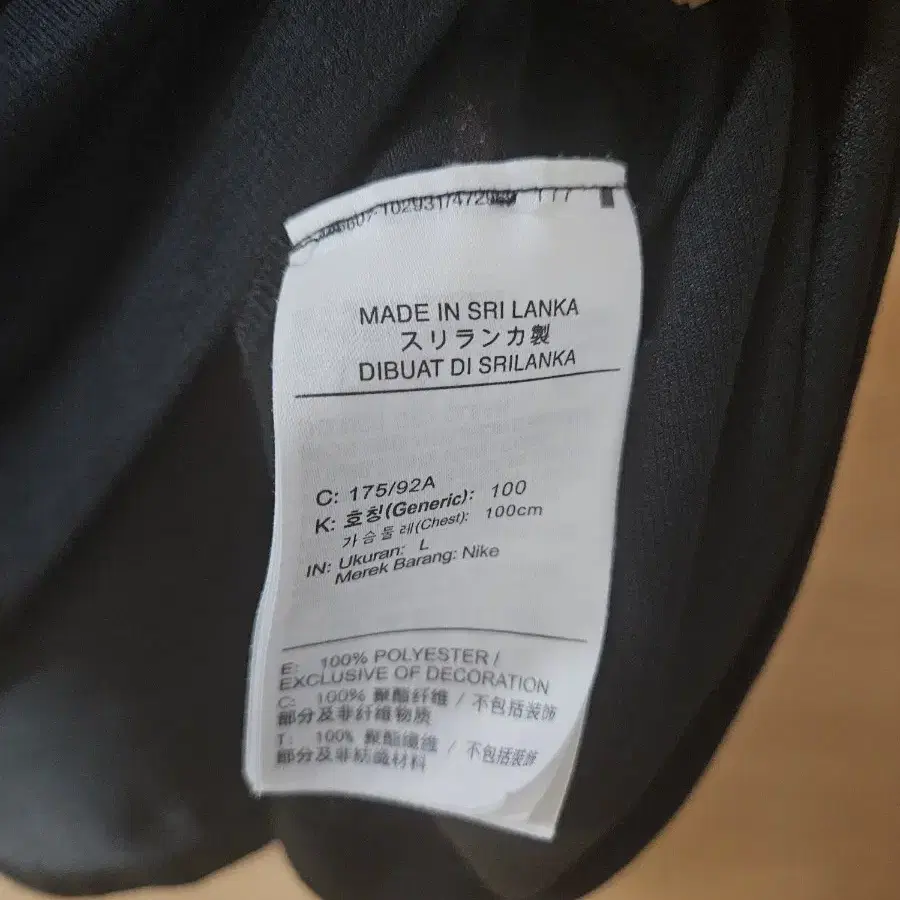 MADE IN SRI LANKA
スリランカ製
DIBUAT DI SRILANKA
C: 175/92A
K: 호칭(Generic): 100
가슴둘레(Chest): 100cm
IN: Ukuran: L
Merek Barang: Nike
E: 100% POLYESTER /
EXCLUSIVE OF DECORATION
C: 100% 聚酯纤维 / 不包括装饰
部分及非纤维物质
T: 100% 聚酯纖維 / 不包括裝飾
部分及非紡織材料